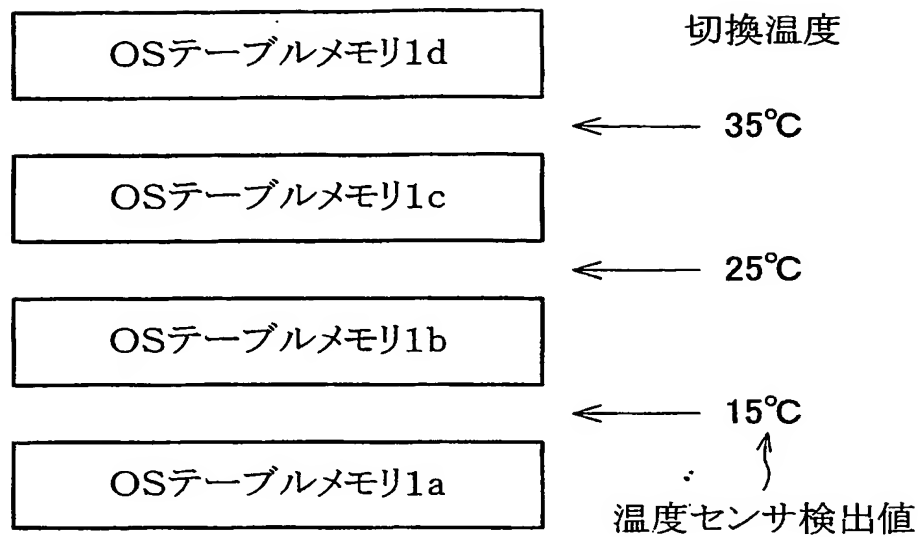 OSテーブルメモリ1d
切換温度
35℃
OSテーブルメモリ1c
25℃
OSテーブルメモリ1b
15℃
OSテーブルメモリ1a
温度センサ検出値